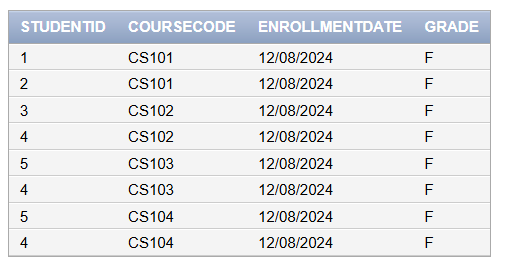 STUDENTID COURSECODE ENROLLMENTDATE GRADE
1 CS101 12/08/2024 F
2 CS101 12/08/2024 F
3 CS102 12/08/2024 F
4 CS102 12/08/2024 F
5 CS103 12/08/2024 F
4 CS103 12/08/2024 F
5 CS104 12/08/2024 F
4 CS104 12/08/2024 F